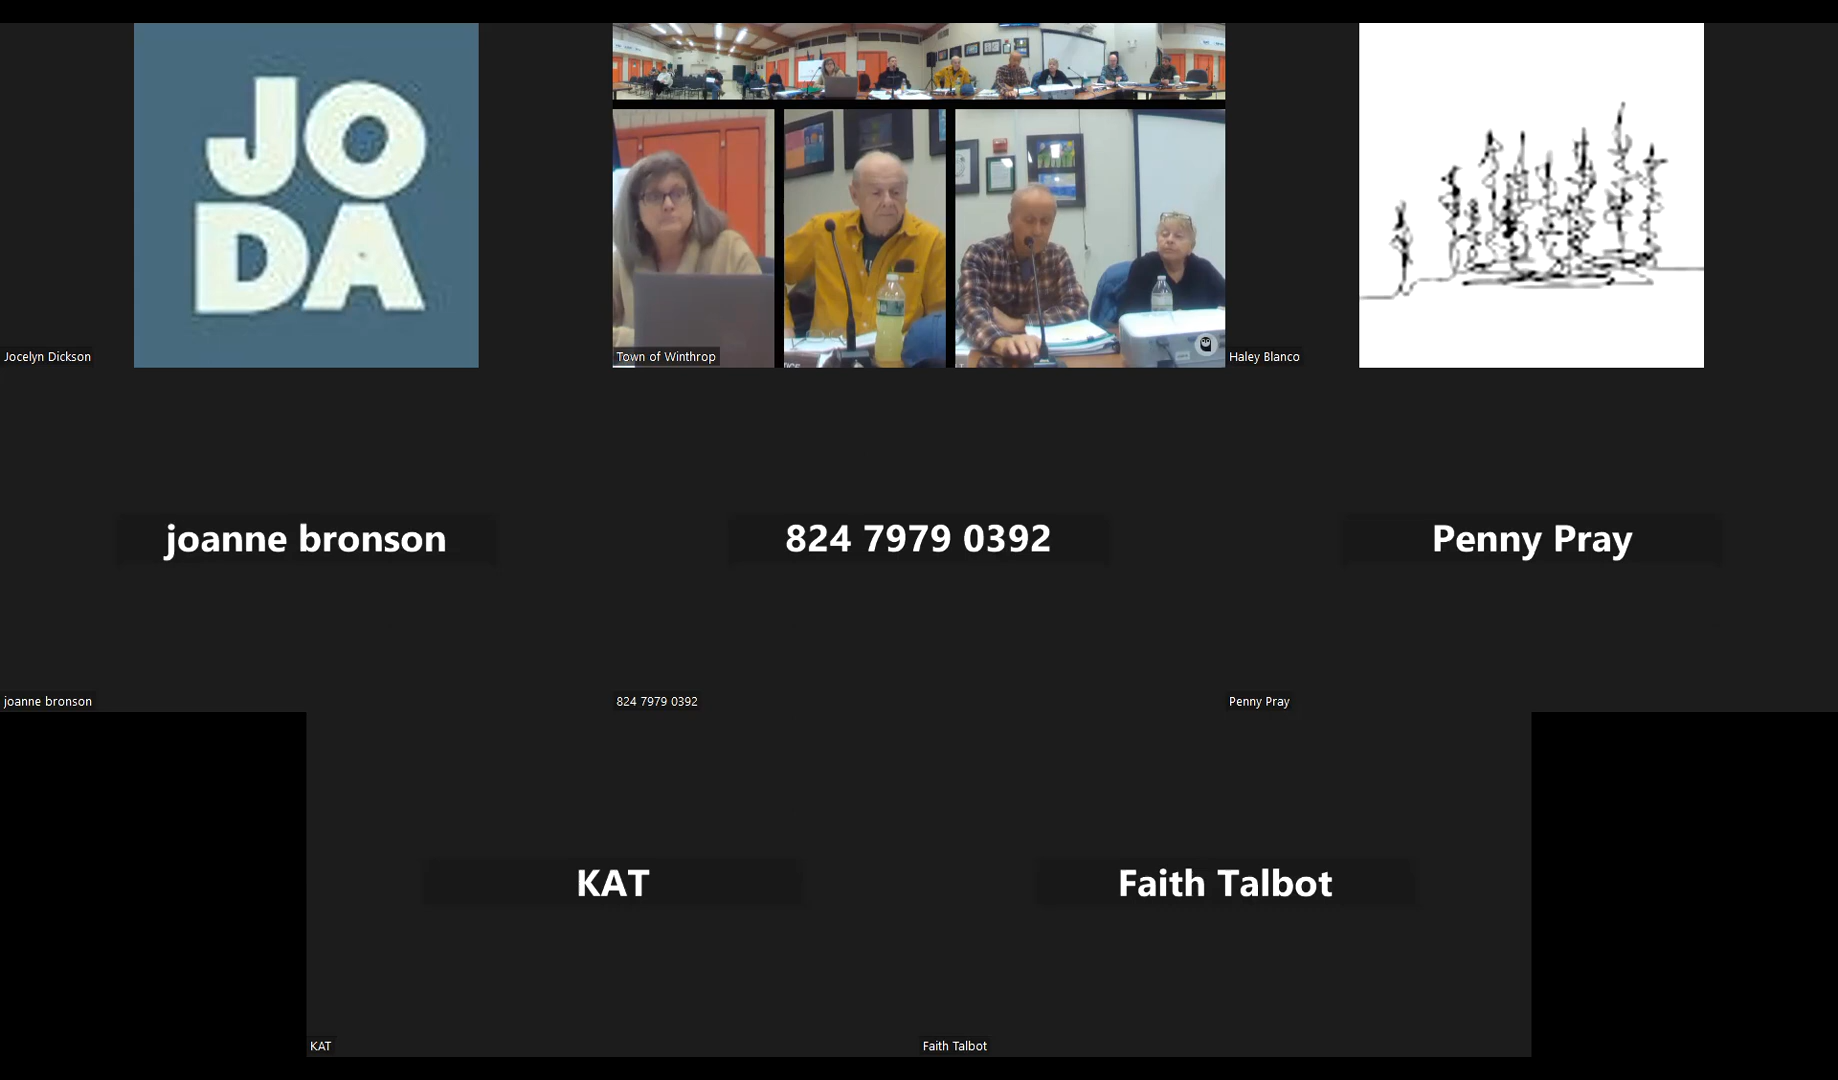 JO
DA
Jocelyn Dickson
Town of Winthrop
Haley Blanco
joanne bronson
824 7979 0392
Penny Pray
joanne bronson
824 7979 0392
Penny Pray
KAT
Faith Talbot
KAT
Faith Talbot